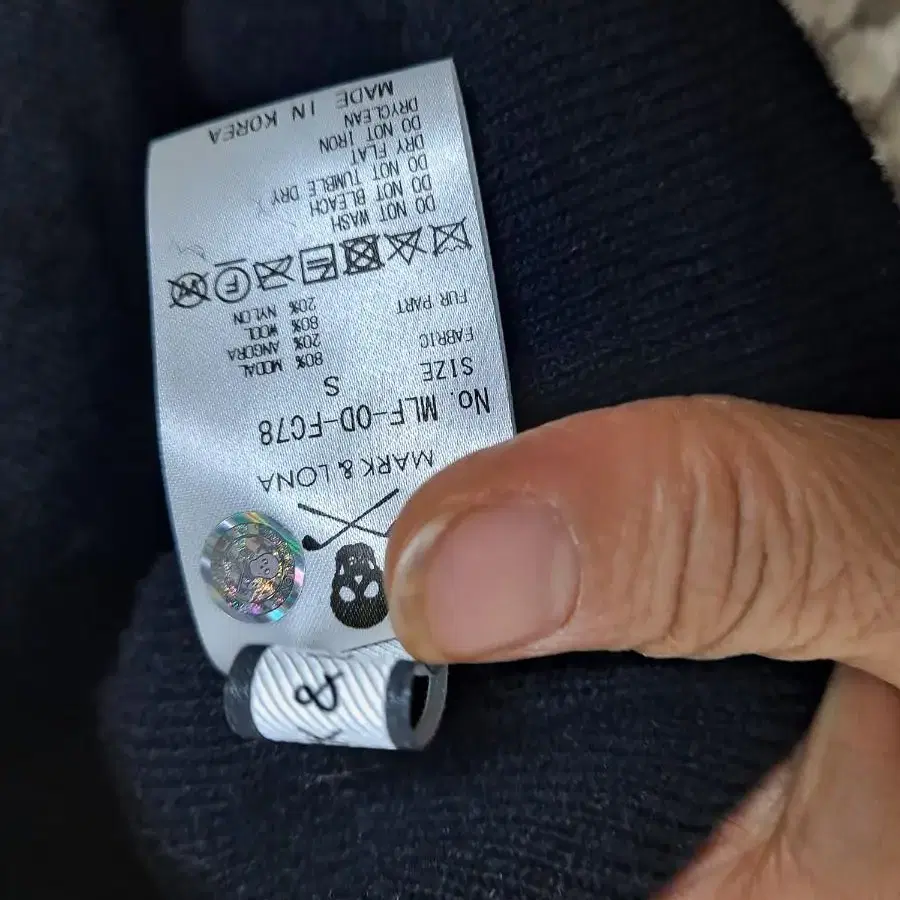 MARK & LONA
No. MLF-OD-FC78
SIZE S
FABRIC 80% MODAL
20% ANGORA
FUR PART 80% WOOL
20% NYLON
F
W
DO NOT WASH
DO NOT BLEACH
DO NOT TUMBLE DRY
DRY FLAT
DO NOT IRON
DRYCLEAN
MADE IN KOREA
&